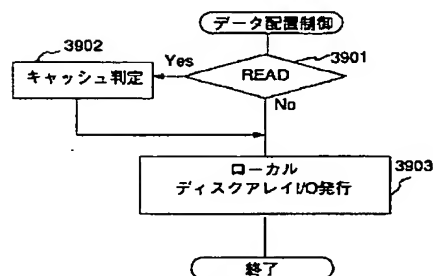 データ配置制御
3902
3901
Yes
READ
キャッシュ判定
No
ローカル
ディスクアレイI/O発行
3903
終了